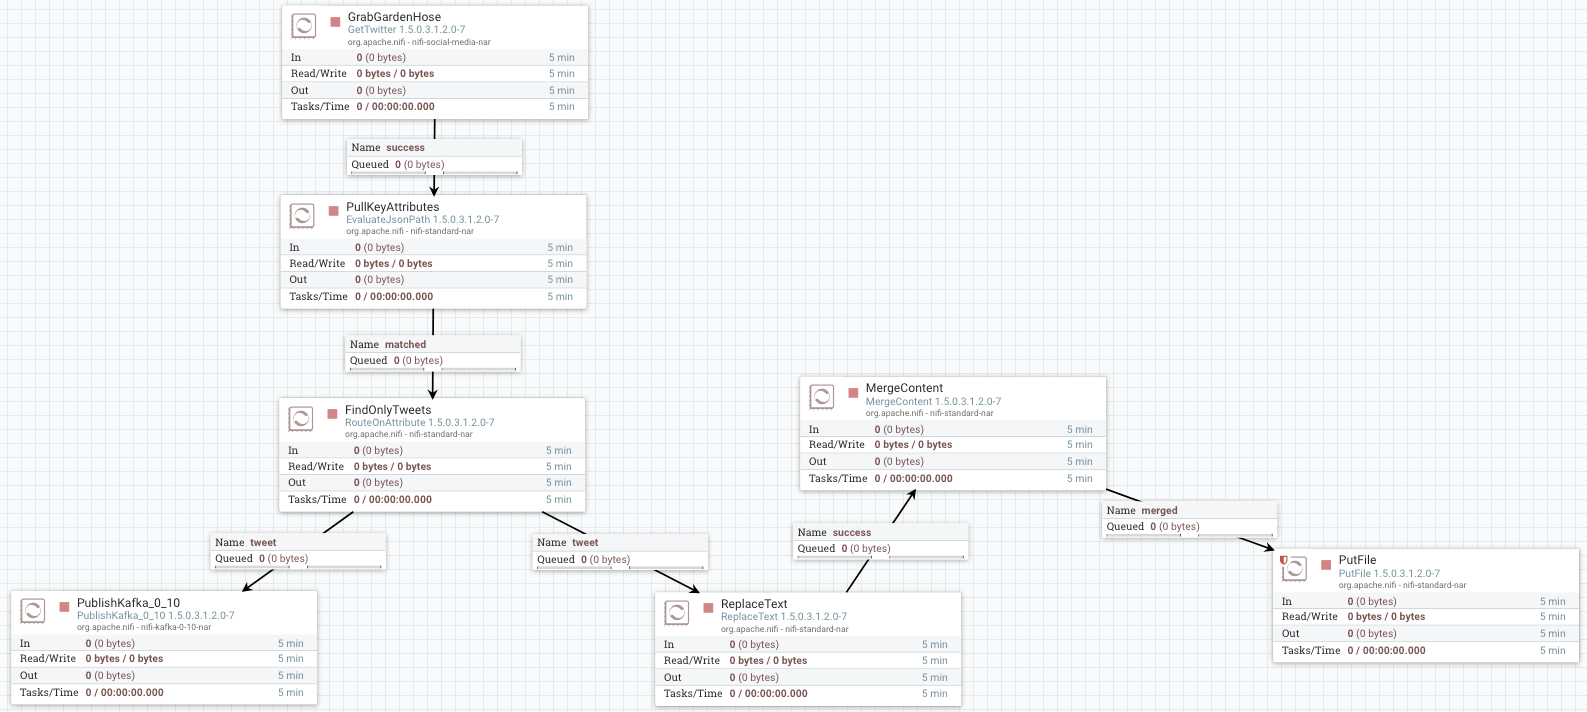 GrabGardenHose
GetTwitter 1.5.0.3.1.2.0-7
org.apache.nifi - nifi-social-media-nar
In 0 (0 bytes) 5 min
Read/Write 0 bytes / 0 bytes 5 min
Out 0 (0 bytes) 5 min
Tasks/Time 0 / 00:00:00.000 5 min
Name success
Queued 0 (0 bytes)
PullKeyAttributes
EvaluateJsonPath 1.5.0.3.1.2.0-7
org.apache.nifi - nifi-standard-nar
In 0 (0 bytes) 5 min
Read/Write 0 bytes / 0 bytes 5 min
Out 0 (0 bytes) 5 min
Tasks/Time 0 / 00:00:00.000 5 min
Name matched
Queued 0 (0 bytes)
FindOnlyTweets
RouteOnAttribute 1.5.0.3.1.2.0-7
org.apache.nifi - nifi-standard-nar
In 0 (0 bytes) 5 min
Read/Write 0 bytes / 0 bytes 5 min
Out 0 (0 bytes) 5 min
Tasks/Time 0 / 00:00:00.000 5 min
Name tweet
Queued 0 (0 bytes)
PublishKafka_0_10
PublishKafka_0_10 1.5.0.3.1.2.0-7
org.apache.nifi - nifi-kafka-0-10-nar
In 0 (0 bytes) 5 min
Read/Write 0 bytes / 0 bytes 5 min
Out 0 (0 bytes) 5 min
Tasks/Time 0 / 00:00:00.000 5 min
Name tweet
Queued 0 (0 bytes)
ReplaceText
ReplaceText 1.5.0.3.1.2.0-7
org.apache.nifi - nifi-standard-nar
In 0 (0 bytes) 5 min
Read/Write 0 bytes / 0 bytes 5 min
Out 0 (0 bytes) 5 min
Tasks/Time 0 / 00:00:00.000 5 min
Name success
Queued 0 (0 bytes)
MergeContent
MergeContent 1.5.0.3.1.2.0-7
org.apache.nifi - nifi-standard-nar
In 0 (0 bytes) 5 min
Read/Write 0 bytes / 0 bytes 5 min
Out 0 (0 bytes) 5 min
Tasks/Time 0 / 00:00:00.000 5 min
Name merged
Queued 0 (0 bytes)
PutFile
PutFile 1.5.0.3.1.2.0-7
org.apache.nifi - nifi-standard-nar
In 0 (0 bytes) 5 min
Read/Write 0 bytes / 0 bytes 5 min
Out 0 (0 bytes) 5 min
Tasks/Time 0 / 00:00:00.000 5 min